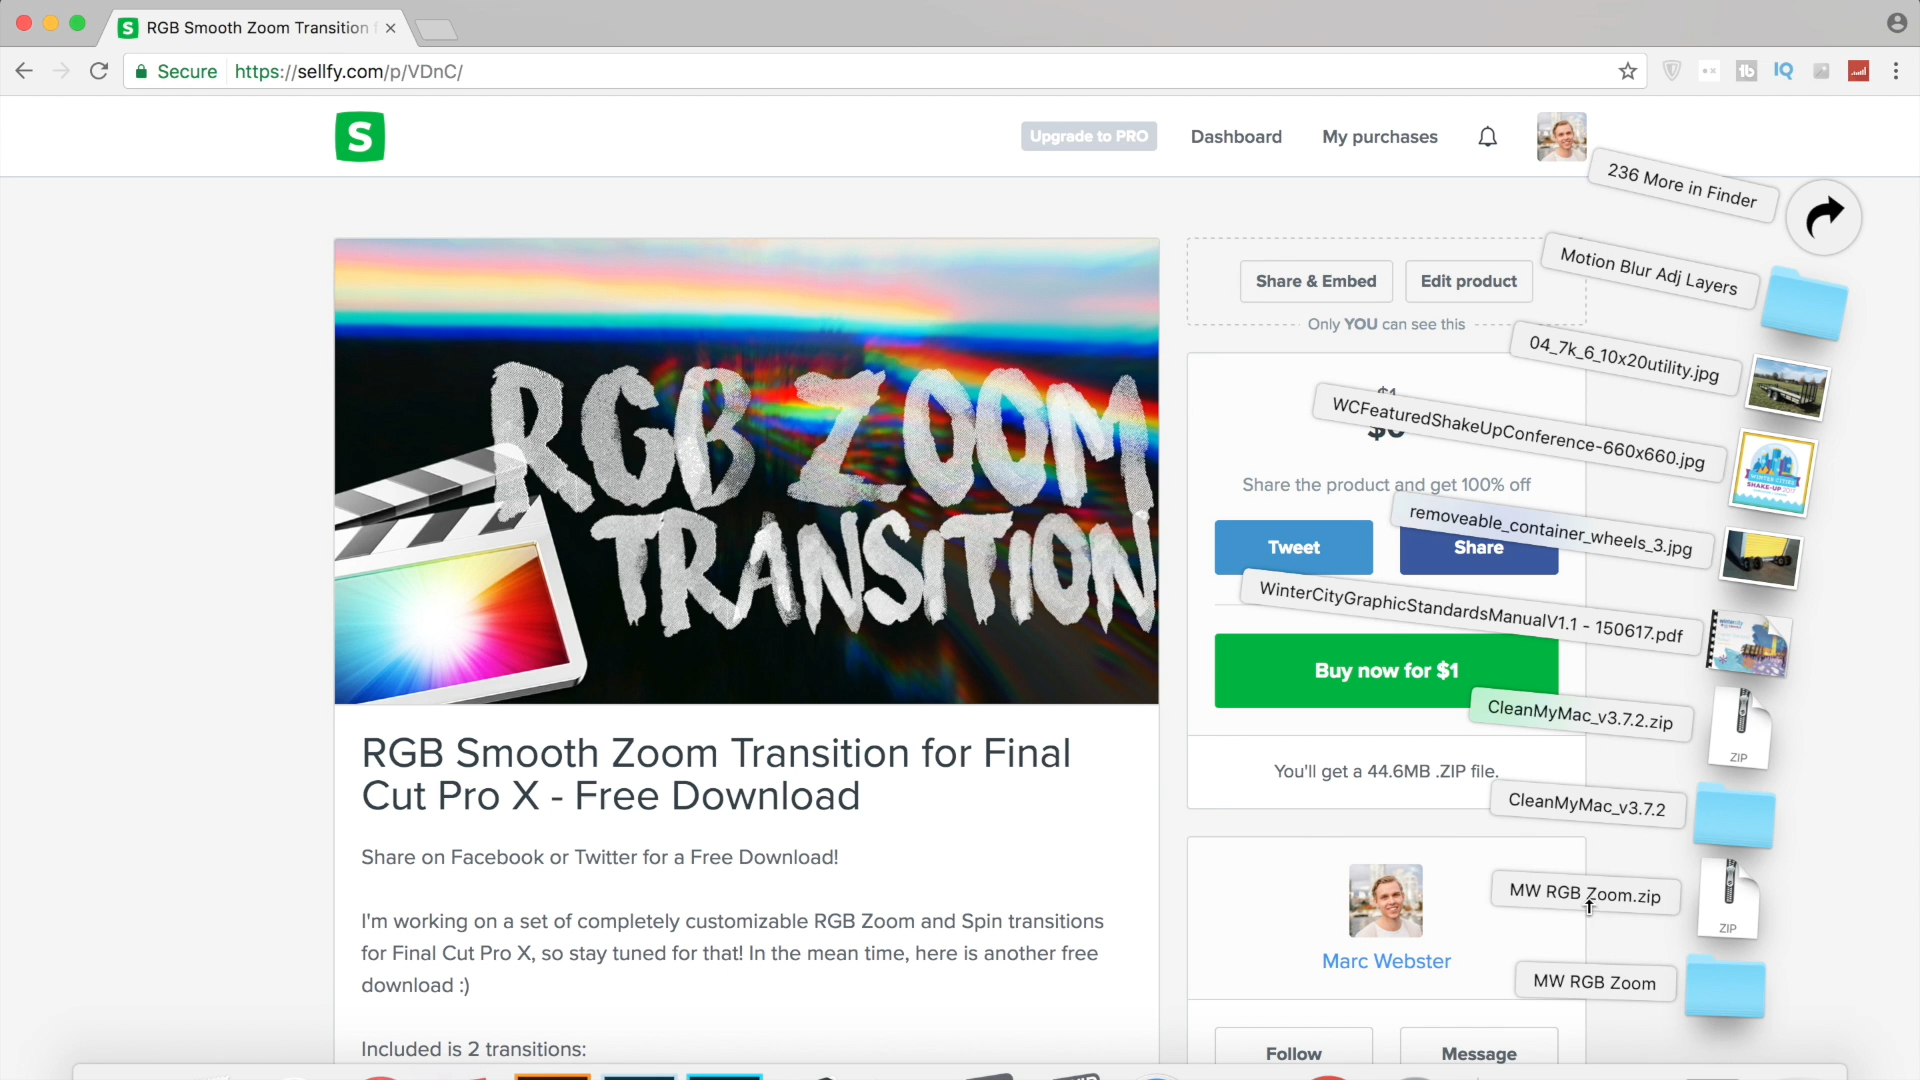 RGB Smooth Zoom Transition f
Secure
https://sellfy.com/p/VDnC/
S
Upgrade to PRO
Dashboard
My purchases
236 More in Finder
Motion Blur Adj Layers
04_7k_6_10x20utility.jpg
WCFeaturedShakeUpConference-660x660.jpg
removeable_container_wheels_3.jpg
WinterCityGraphicStandardsManualV1.1 - 150617.pdf
CleanMyMac_v3.7.2.zip
ZIP
CleanMyMac_v3.7.2
MW RGB Zoom.zip
ZIP
MW RGB Zoom
RGB ZOOM
TRANSITION
Share & Embed
Edit product
Only YOU can see this
$1
$0
Share the product and get 100% off
Tweet
Share
Buy now for $1
You'll get a 44.6MB .ZIP file.
Marc Webster
Follow
Message
RGB Smooth Zoom Transition for Final
Cut Pro X - Free Download
Share on Facebook or Twitter for a Free Download!
I'm working on a set of completely customizable RGB Zoom and Spin transitions
for Final Cut Pro X, so stay tuned for that! In the mean time, here is another free
download :)
Included is 2 transitions: